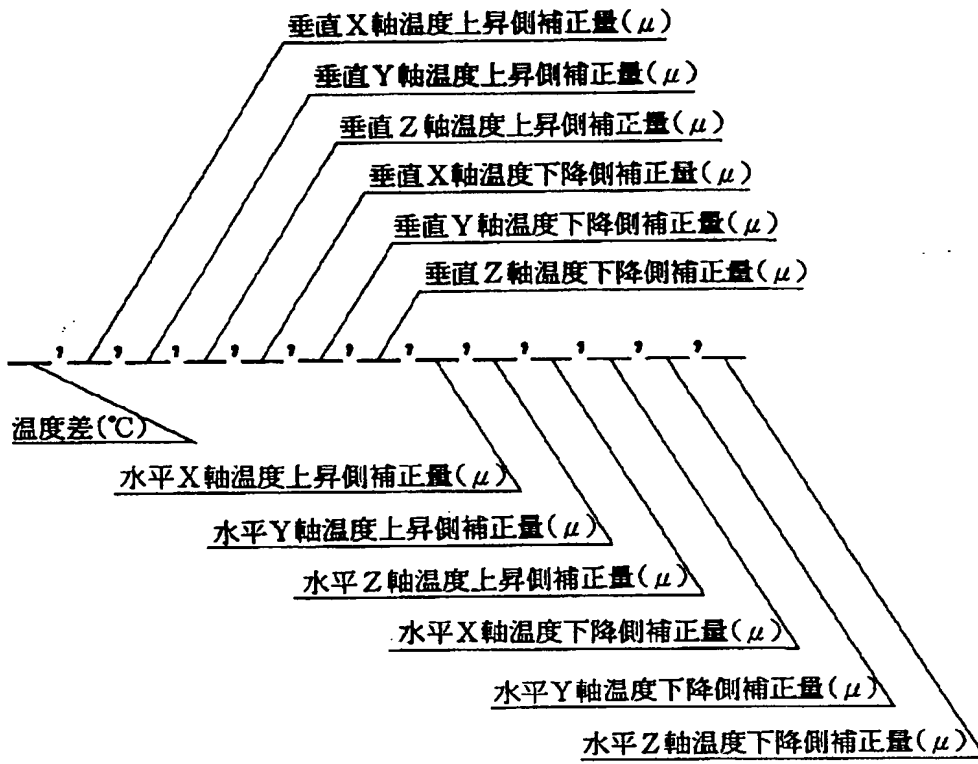 垂直X軸温度上昇側補正量(μ)
垂直Y軸温度上昇側補正量(μ)
垂直Z軸温度上昇側補正量(μ)
垂直X軸温度下降側補正量(μ)
垂直Y軸温度下降側補正量(μ)
垂直Z軸温度下降側補正量(μ)
, , , , , , , , , , , ,
温度差(℃)
水平X軸温度上昇側補正量(μ)
水平Y軸温度上昇側補正量(μ)
水平Z軸温度上昇側補正量(μ)
水平X軸温度下降側補正量(μ)
水平Y軸温度下降側補正量(μ)
水平Z軸温度下降側補正量(μ)